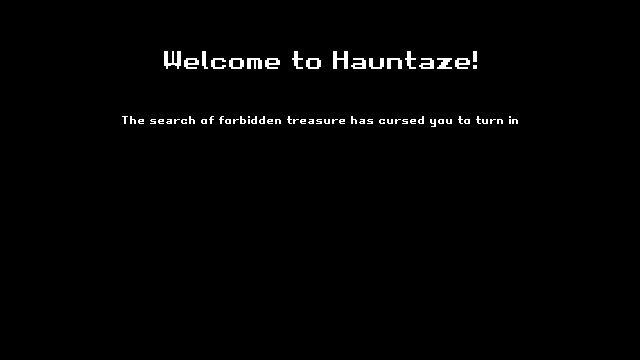 Welcome to Hauntaze!
The search of forbidden treasure has cursed you to turn in